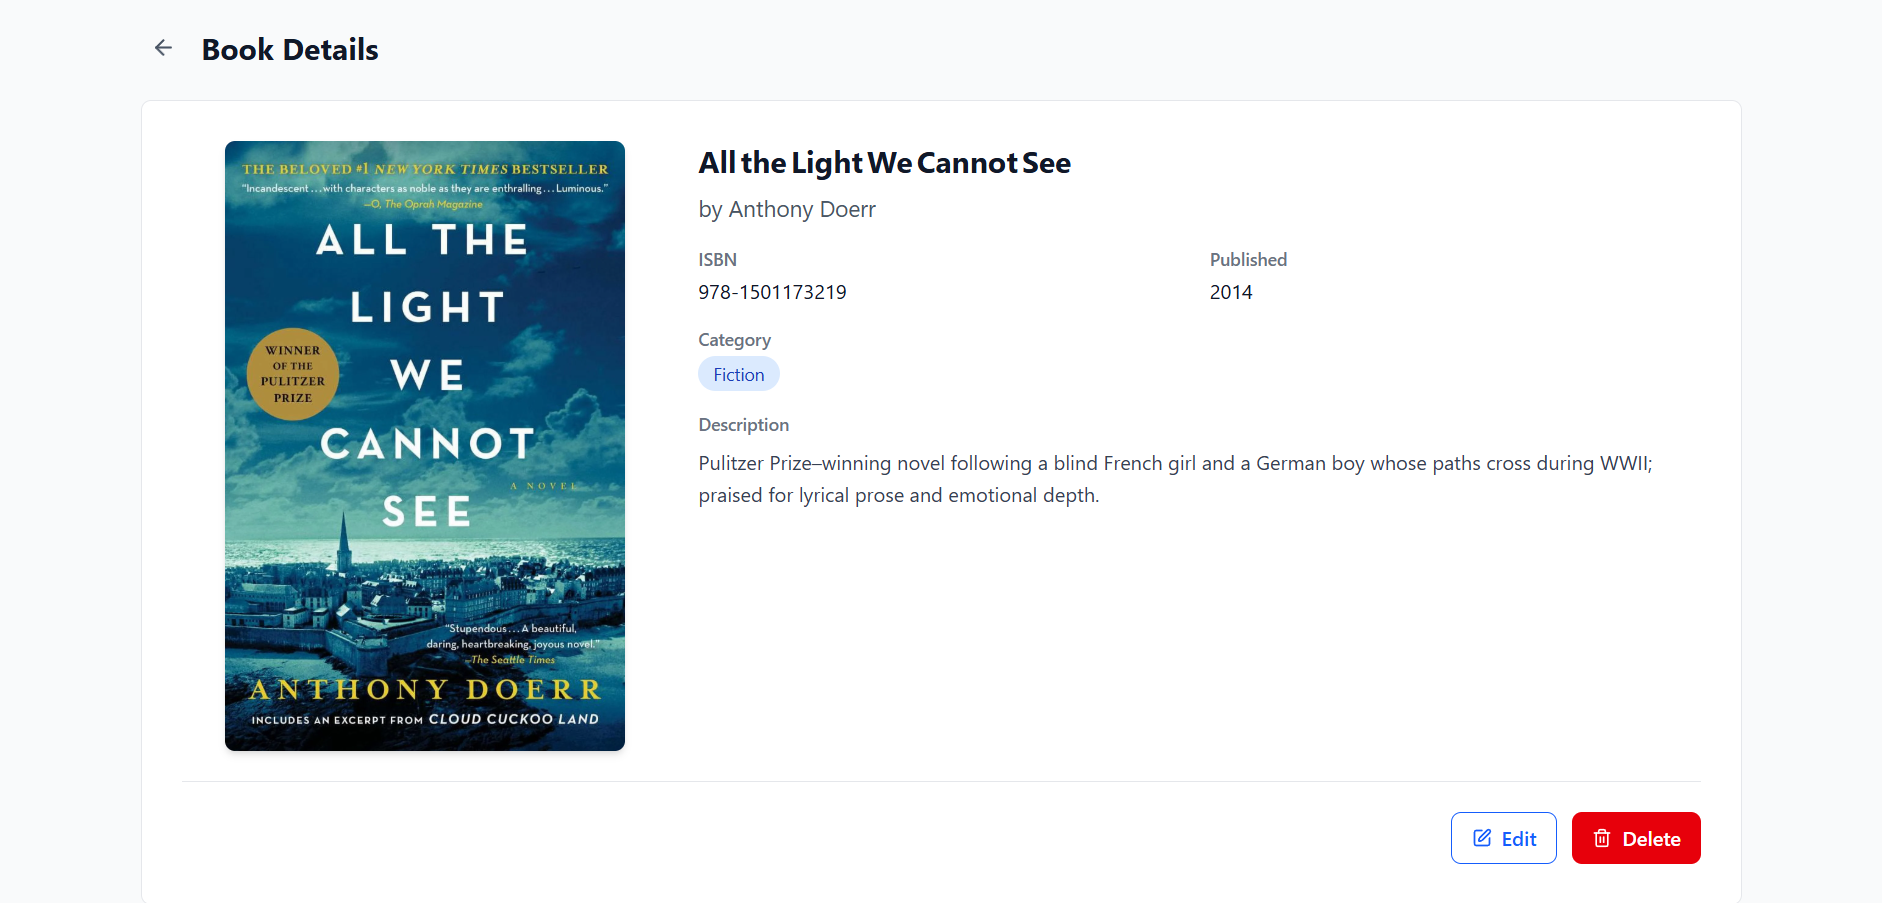 Book Details
THE BELOVED #1 NEW YORK TIMES BESTSELLER
“Incandescent...with characters as noble as they are enthralling...Luminous.”
—O, The Oprah Magazine
ALL THE
LIGHT
WE
CANNOT
SEE
A NOVEL
WINNER
OF THE
PULITZER
PRIZE
“Stupendous...A beautiful,
daring, heartbreaking, joyous novel.”
—The Seattle Times
ANTHONY DOERR
INCLUDES AN EXCERPT FROM CLOUD CUCKOO LAND
All the Light We Cannot See
by Anthony Doerr
ISBN
978-1501173219
Published
2014
Category
Fiction
Description
Pulitzer Prize–winning novel following a blind French girl and a German boy whose paths cross during WWII;
praised for lyrical prose and emotional depth.
Edit
Delete